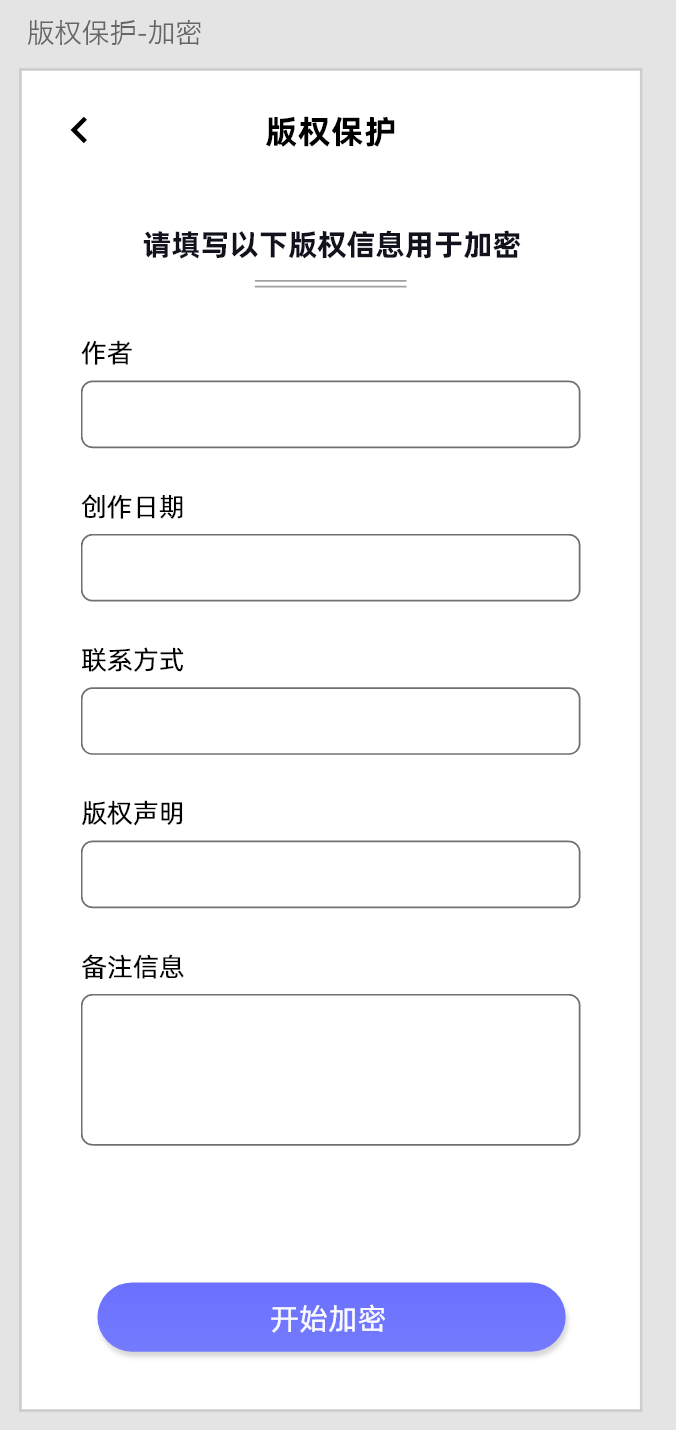 版权保护-加密
版权保护
请填写以下版权信息用于加密
作者
创作日期
联系方式
版权声明
备注信息
开始加密